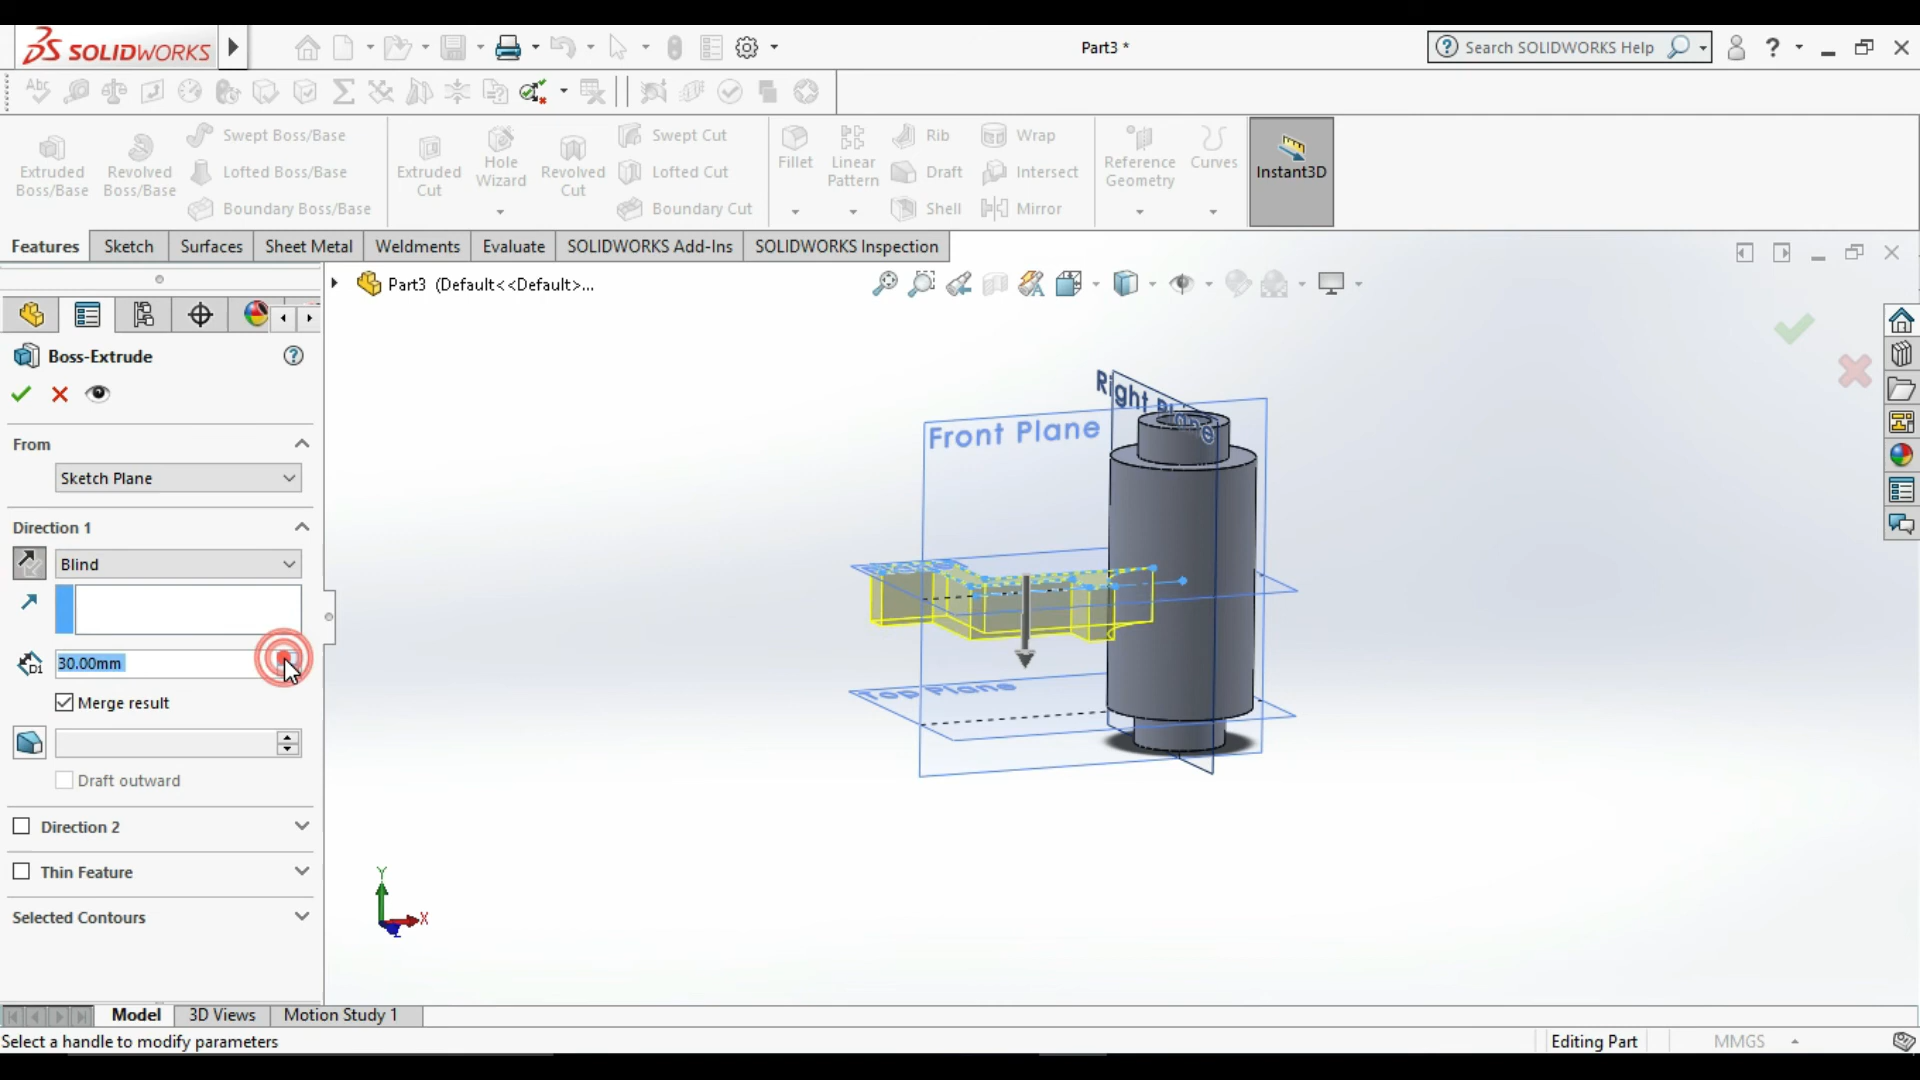 SOLIDWORKS
Part3 *
Search SOLIDWORKS Help
Extruded Boss/Base
Revolved Boss/Base
Swept Boss/Base
Lofted Boss/Base
Boundary Boss/Base
Extruded Cut
Hole Wizard
Revolved Cut
Swept Cut
Lofted Cut
Boundary Cut
Fillet
Linear Pattern
Rib
Draft
Shell
Wrap
Intersect
Mirror
Reference Geometry
Curves
Instant3D
Features
Sketch
Surfaces
Sheet Metal
Weldments
Evaluate
SOLIDWORKS Add-Ins
SOLIDWORKS Inspection
Part3 (Default<<Default>...
Boss-Extrude
From
Sketch Plane
Direction 1
Blind
D1
30.00mm
Merge result
Draft outward
Direction 2
Thin Feature
Selected Contours
Right Plane
Front Plane
Top Plane
Y
X
Z
Model
3D Views
Motion Study 1
Select a handle to modify parameters
Editing Part
MMGS